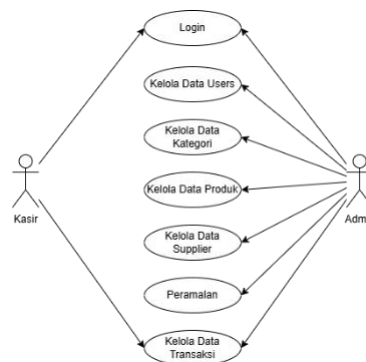 Login
Kelola Data Users
Kelola Data
Kategori
Kasir
Kelola Data Produk
Adm
Kelola Data
Supplier
Peramalan
Kelola Data
Transaksi